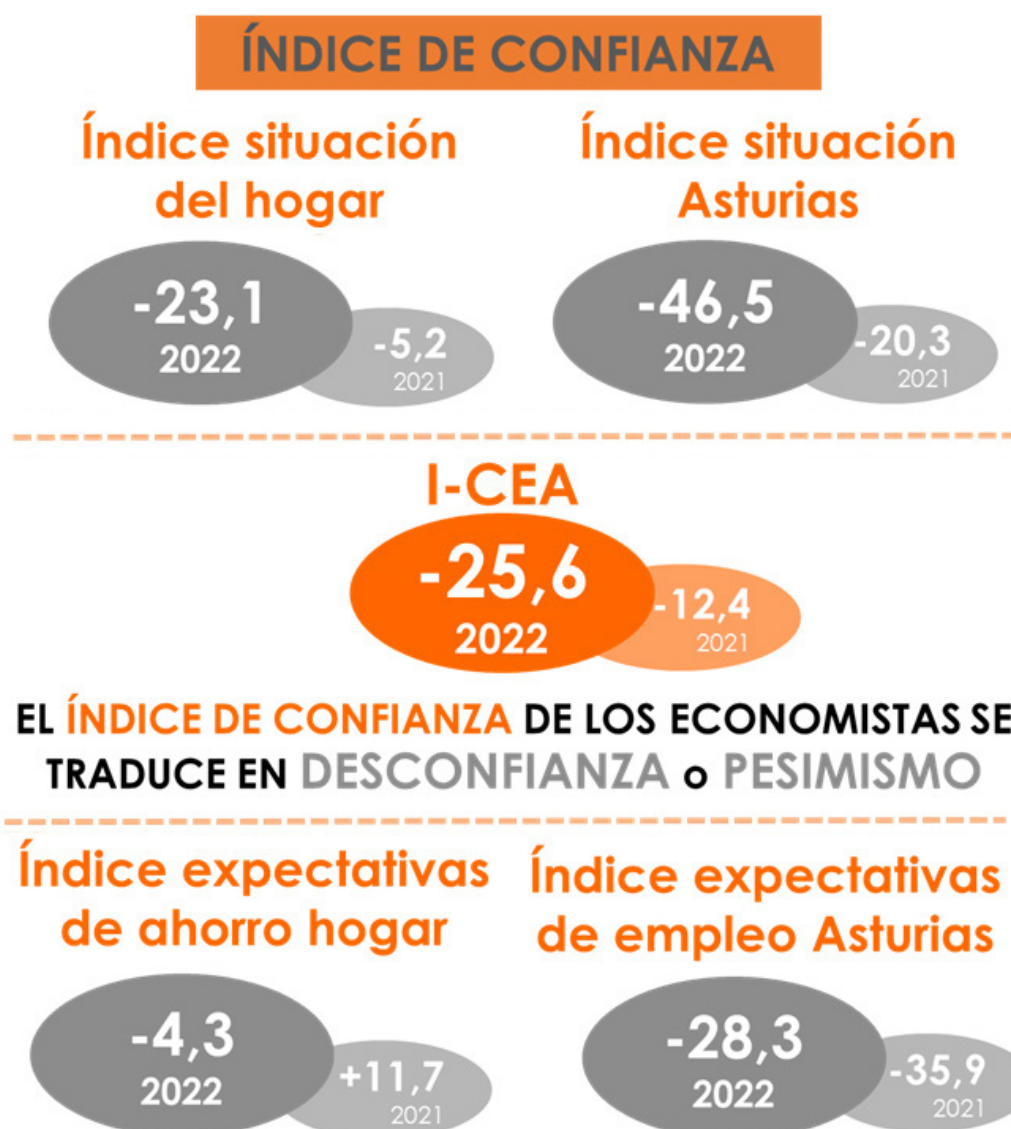 ÍNDICE DE CONFIANZA
Índice situación
del hogar
-23,1
2022
-5,2
2021
Índice situación
Asturias
-46,5
2022
-20,3
2021
I-CEA
-25,6
2022
-12,4
2021
EL ÍNDICE DE CONFIANZA DE LOS ECONOMISTAS SE
TRADUCE EN DESCONFIANZA o PESIMISMO
Índice expectativas
de ahorro hogar
-4,3
2022
+11,7
2021
Índice expectativas
de empleo Asturias
-28,3
2022
-35,9
2021